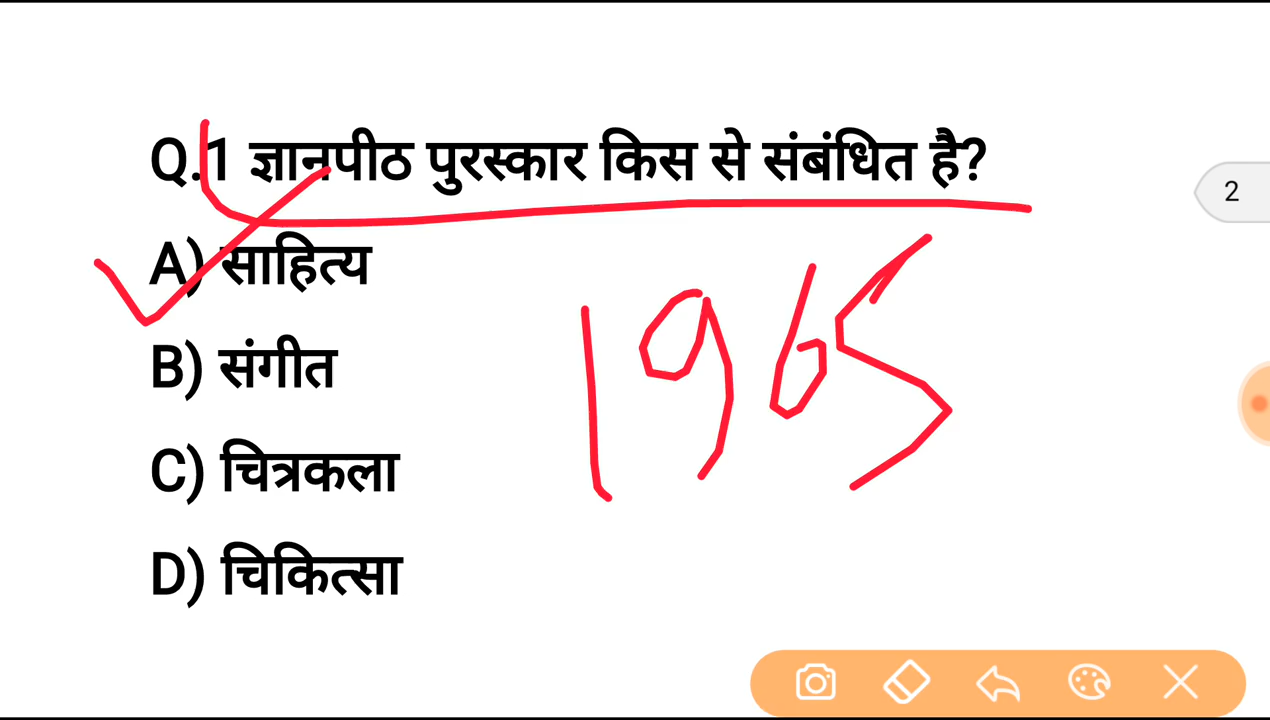 Q.1 ज्ञानपीठ पुरस्कार किस से संबंधित है?
2
A) साहित्य
1965
B) संगीत
C) चित्रकला
D) चिकित्सा